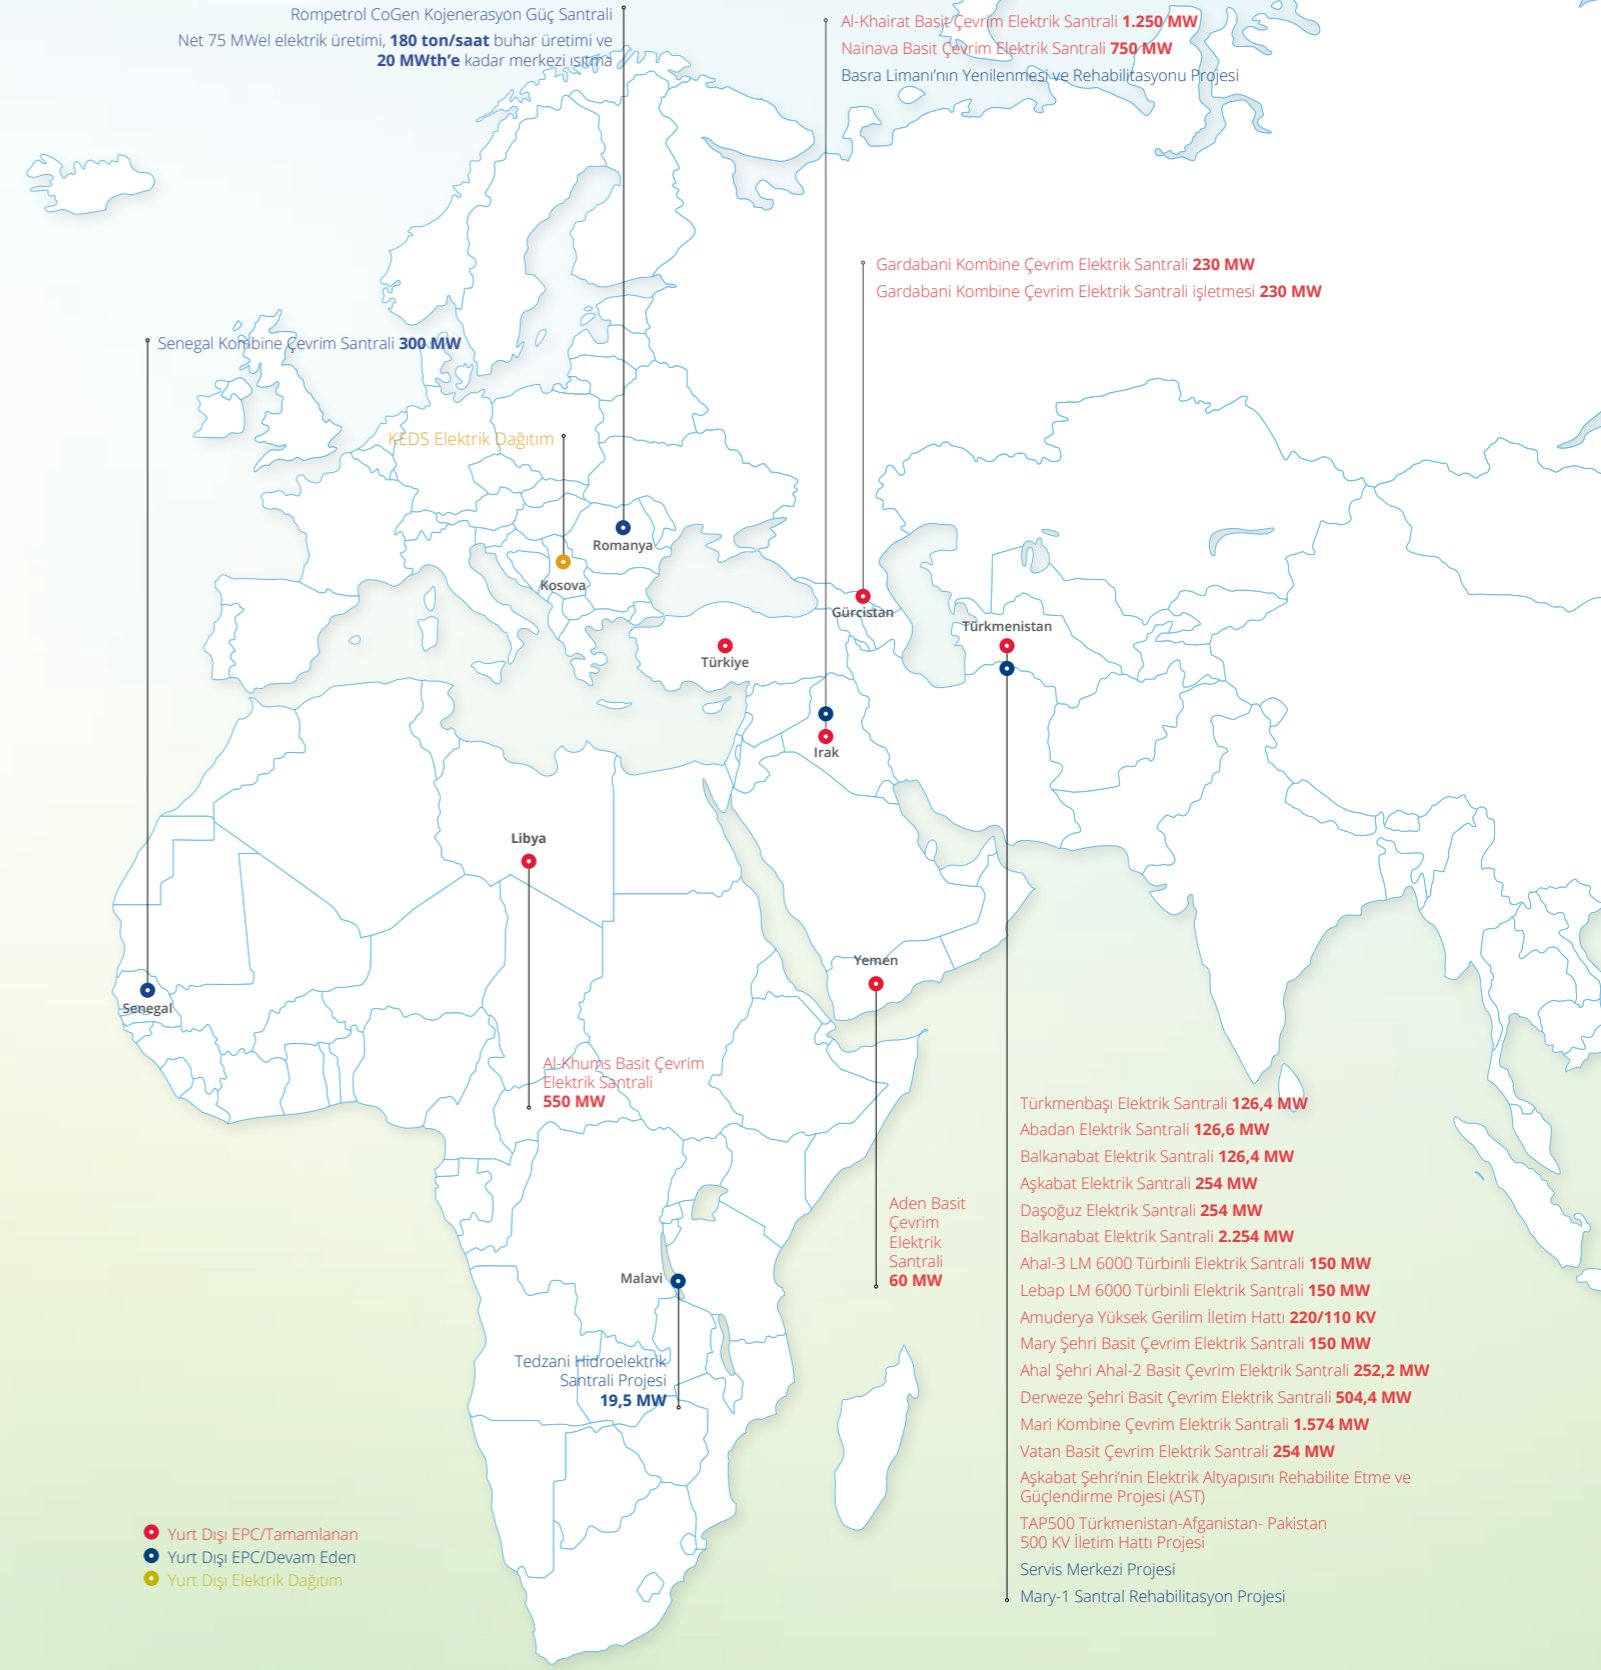 Rompetrol CoGen Kojenerasyon Güç Santrali
Net 75 MWel elektrik üretimi, 180 ton/saat buhar üretimi ve
20 MWth'e kadar merkezi ısıtma
Al-Khairat Basit Çevrim Elektrik Santrali 1.250 MW
Nainava Basit Çevrim Elektrik Santrali 750 MW
Basra Limanı'nın Yenilenmesi ve Rehabilitasyonu Projesi
Gardabani Kombine Çevrim Elektrik Santrali 230 MW
Gardabani Kombine Çevrim Elektrik Santrali işletmesi 230 MW
Senegal Kombine Çevrim Santrali 300 MW
KEDS Elektrik Dağıtım
Romanya
Kosova
Gürcistan
Türkmenistan
Türkiye
Irak
Libya
Yemen
Senegal
Al-Khums Basit Çevrim
Elektrik Santrali
550 MW
Aden Basit
Çevrim
Elektrik
Santrali
60 MW
Malavi
Tedzani Hidroelektrik
Santrali Projesi
19,5 MW
Türkmenbaşı Elektrik Santrali 126,4 MW
Abadan Elektrik Santrali 126,6 MW
Balkanabat Elektrik Santrali 126,4 MW
Aşkabat Elektrik Santrali 254 MW
Daşoğuz Elektrik Santrali 254 MW
Balkanabat Elektrik Santrali 2.254 MW
Ahal-3 LM 6000 Türbinli Elektrik Santrali 150 MW
Lebap LM 6000 Türbinli Elektrik Santrali 150 MW
Amuderya Yüksek Gerilim İletim Hattı 220/110 KV
Mary Şehri Basit Çevrim Elektrik Santrali 150 MW
Ahal Şehri Ahal-2 Basit Çevrim Elektrik Santrali 252,2 MW
Derweze Şehri Basit Çevrim Elektrik Santrali 504,4 MW
Mari Kombine Çevrim Elektrik Santrali 1.574 MW
Vatan Basit Çevrim Elektrik Santrali 254 MW
Aşkabat Şehri'nin Elektrik Altyapısını Rehabilite Etme ve
Güçlendirme Projesi (AST)
TAP500 Türkmenistan-Afganistan- Pakistan
500 KV İletim Hattı Projesi
Servis Merkezi Projesi
Mary-1 Santral Rehabilitasyon Projesi
Yurt Dışı EPC/Tamamlanan
Yurt Dışı EPC/Devam Eden
Yurt Dışı Elektrik Dağıtım